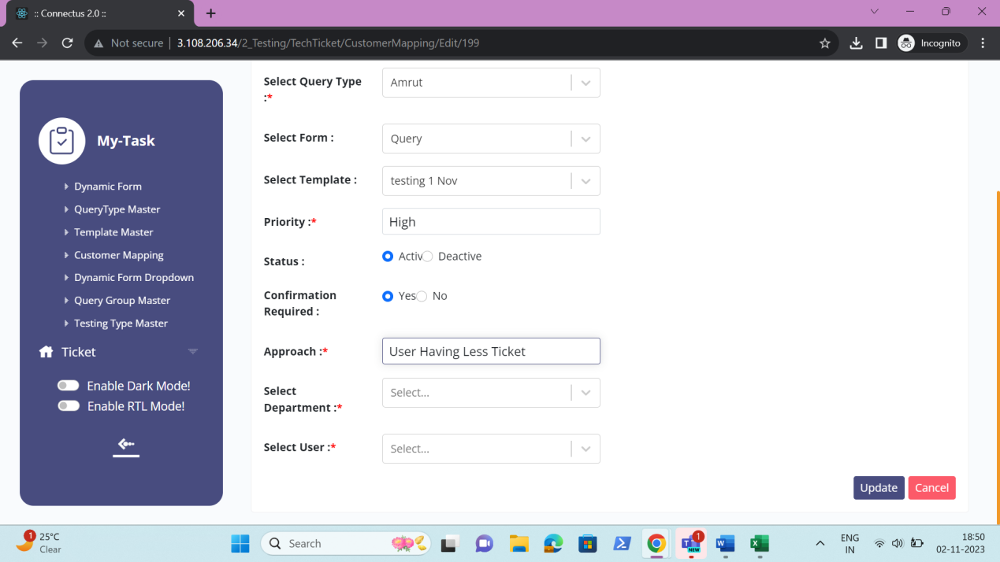 :: Connectus 2.0 ::
Not secure
3.108.206.34/2_Testing/TechTicket/CustomerMapping/Edit/199
Incognito
My-Task
Dynamic Form
QueryType Master
Template Master
Customer Mapping
Dynamic Form Dropdown
Query Group Master
Testing Type Master
Ticket
Enable Dark Mode!
Enable RTL Mode!
Select Query Type
:*
Amrut
Select Form :
Query
Select Template :
testing 1 Nov
Priority :*
High
Status :
Activ
Deactive
Confirmation
Required :
Yes
No
Approach :*
User Having Less Ticket
Select
Department :*
Select...
Select User :*
Select...
Update
Cancel
1
25°C
Clear
Search
T
NEW
1
W
X
ENG
IN
18:50
02-11-2023